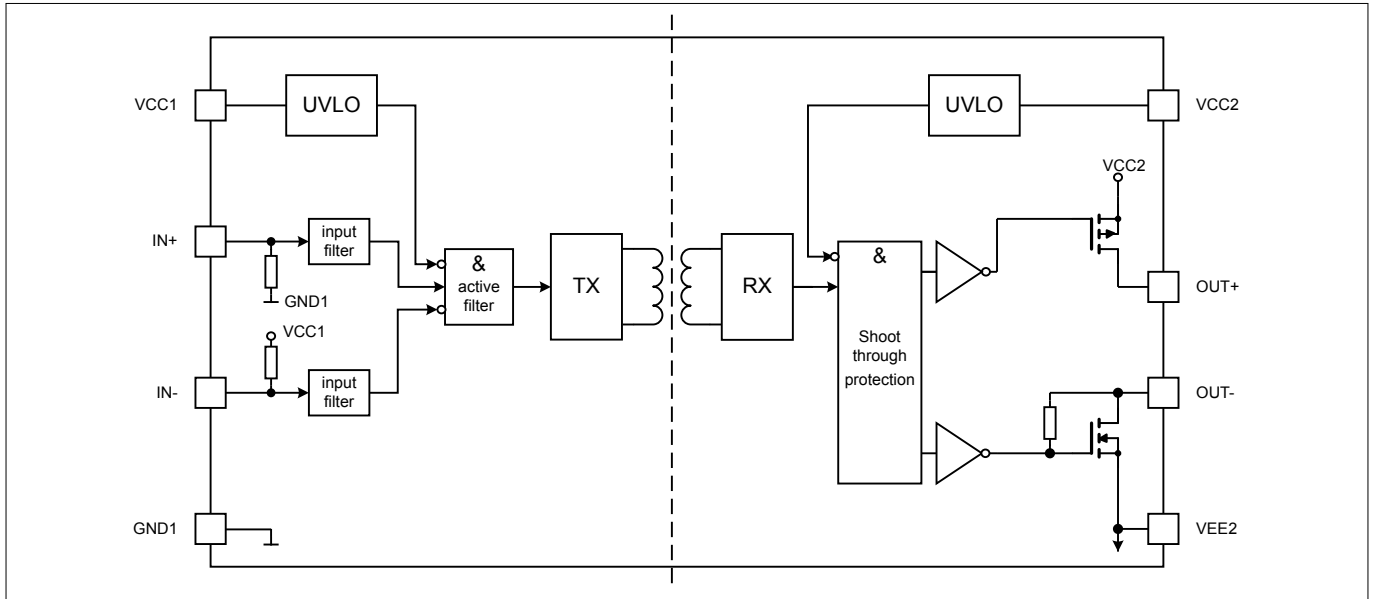 VCC1
UVLO
UVLO
VCC2
VCC2
IN+
input
filter
GND1
&
active
filter
TX
RX
&
Shoot
through
protection
OUT+
VCC1
IN-
input
filter
OUT-
GND1
VEE2